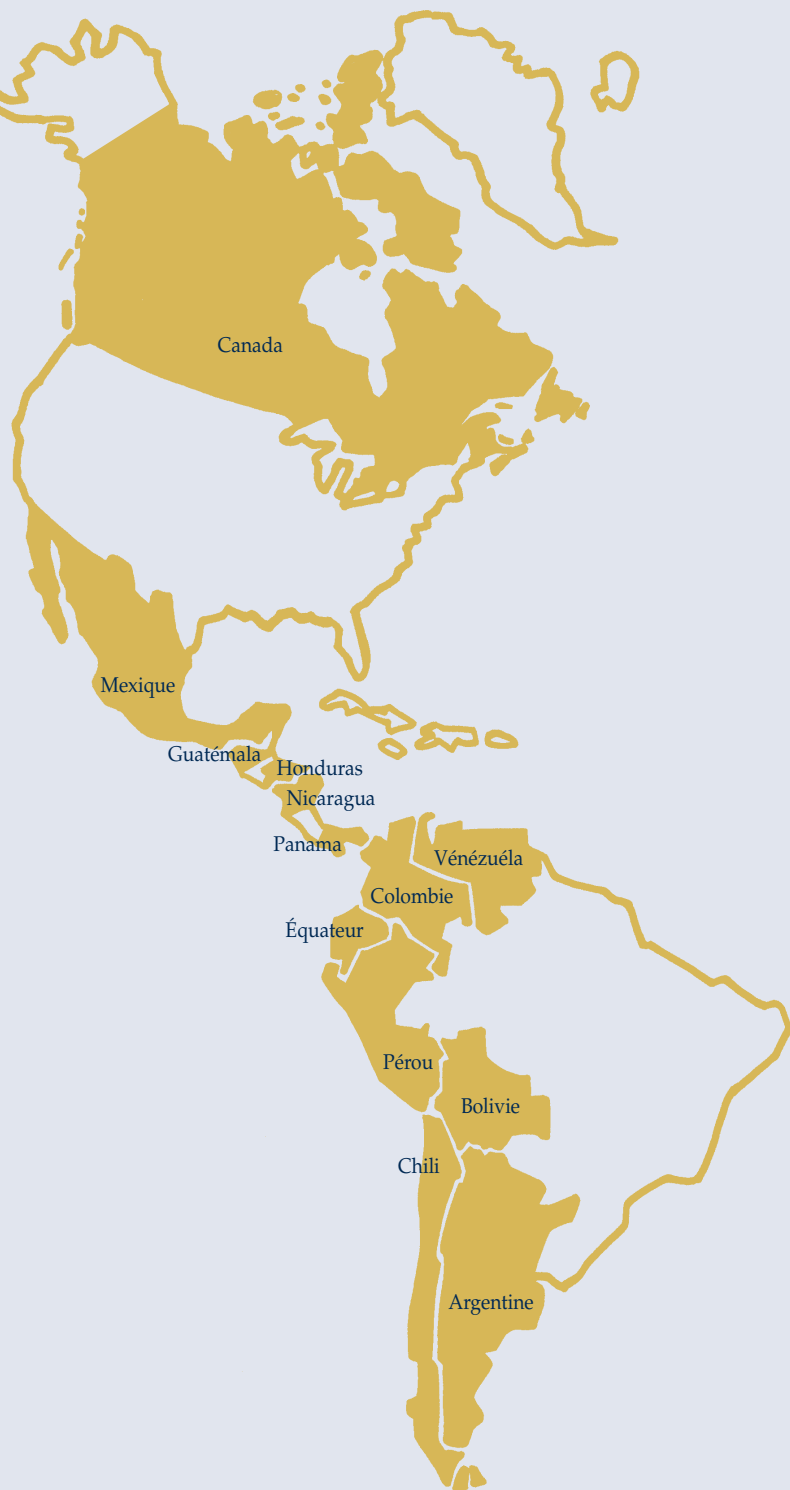 Canada
Mexique
Guatémala
Honduras
Nicaragua
Panama
Vénézuéla
Colombie
Équateur
Pérou
Bolivie
Chili
Argentine